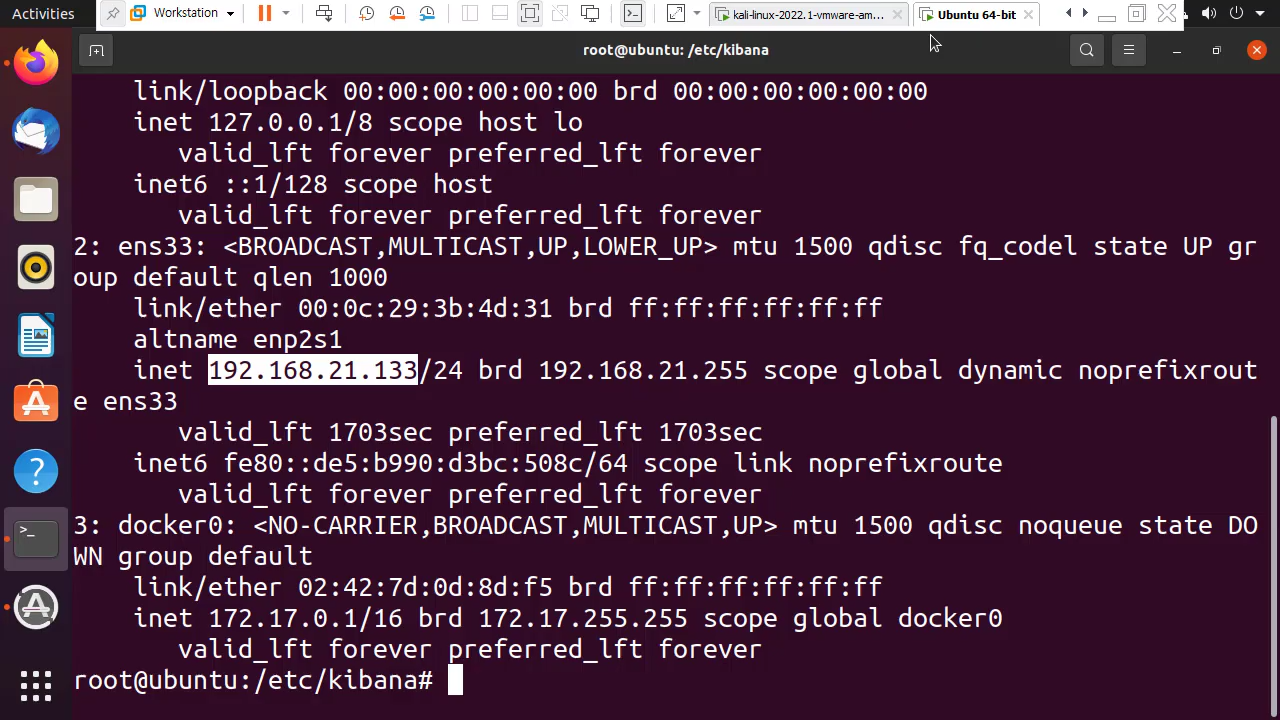 Activities
Workstation
kali-linux-2022.1-vmware-am...
Ubuntu 64-bit
root@ubuntu: /etc/kibana
link/loopback 00:00:00:00:00:00 brd 00:00:00:00:00:00
inet 127.0.0.1/8 scope host lo
valid_lft forever preferred_lft forever
inet6 ::1/128 scope host
valid_lft forever preferred_lft forever
2: ens33: <BROADCAST,MULTICAST,UP,LOWER_UP> mtu 1500 qdisc fq_codel state UP gr
oup default qlen 1000
link/ether 00:0c:29:3b:4d:31 brd ff:ff:ff:ff:ff:ff
altname enp2s1
inet 192.168.21.133/24 brd 192.168.21.255 scope global dynamic noprefixrout
e ens33
valid_lft 1703sec preferred_lft 1703sec
inet6 fe80::de5:b990:d3bc:508c/64 scope link noprefixroute
valid_lft forever preferred_lft forever
3: docker0: <NO-CARRIER,BROADCAST,MULTICAST,UP> mtu 1500 qdisc noqueue state DO
WN group default
link/ether 02:42:7d:0d:8d:f5 brd ff:ff:ff:ff:ff:ff
inet 172.17.0.1/16 brd 172.17.255.255 scope global docker0
valid_lft forever preferred_lft forever
root@ubuntu:/etc/kibana#